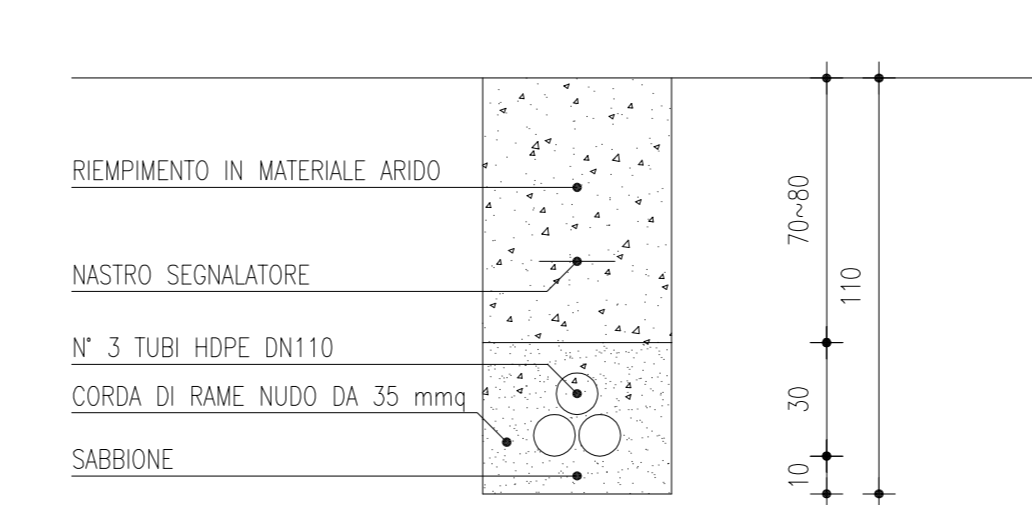 RIEMPIMENTO IN MATERIALE ARIDO
NASTRO SEGNALATORE
N° 3 TUBI HDPE DN110
CORDA DI RAME NUDO DA 35 mmq
SABBIONE
70~80
110
30
10